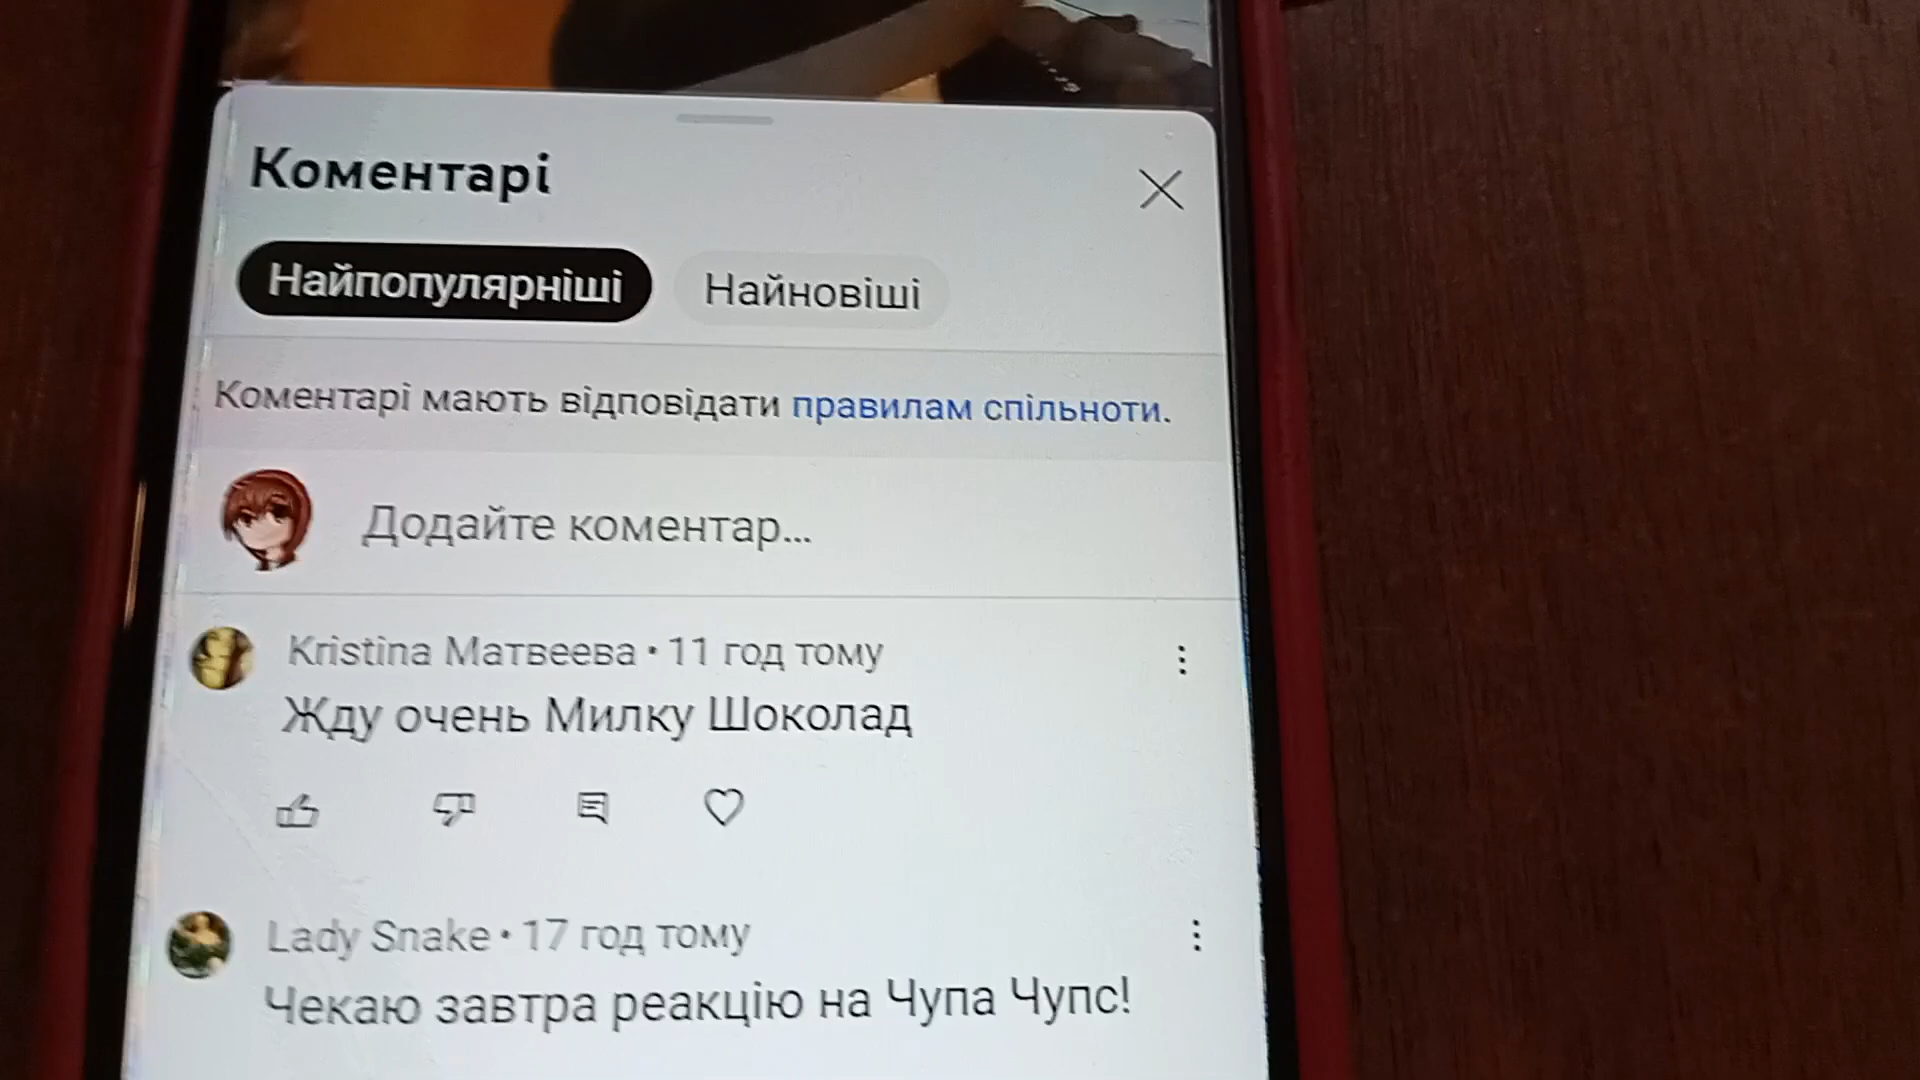 Коментарі
Найпопулярніші Найновіші
Коментарі мають відповідати правилам спільноти.
Додайте коментар...
Kristina Матвеева • 11 год тому
Жду очень Милку Шоколад
Lady Snake • 17 год тому
Чекаю завтра реакцію на Чупа Чупс!